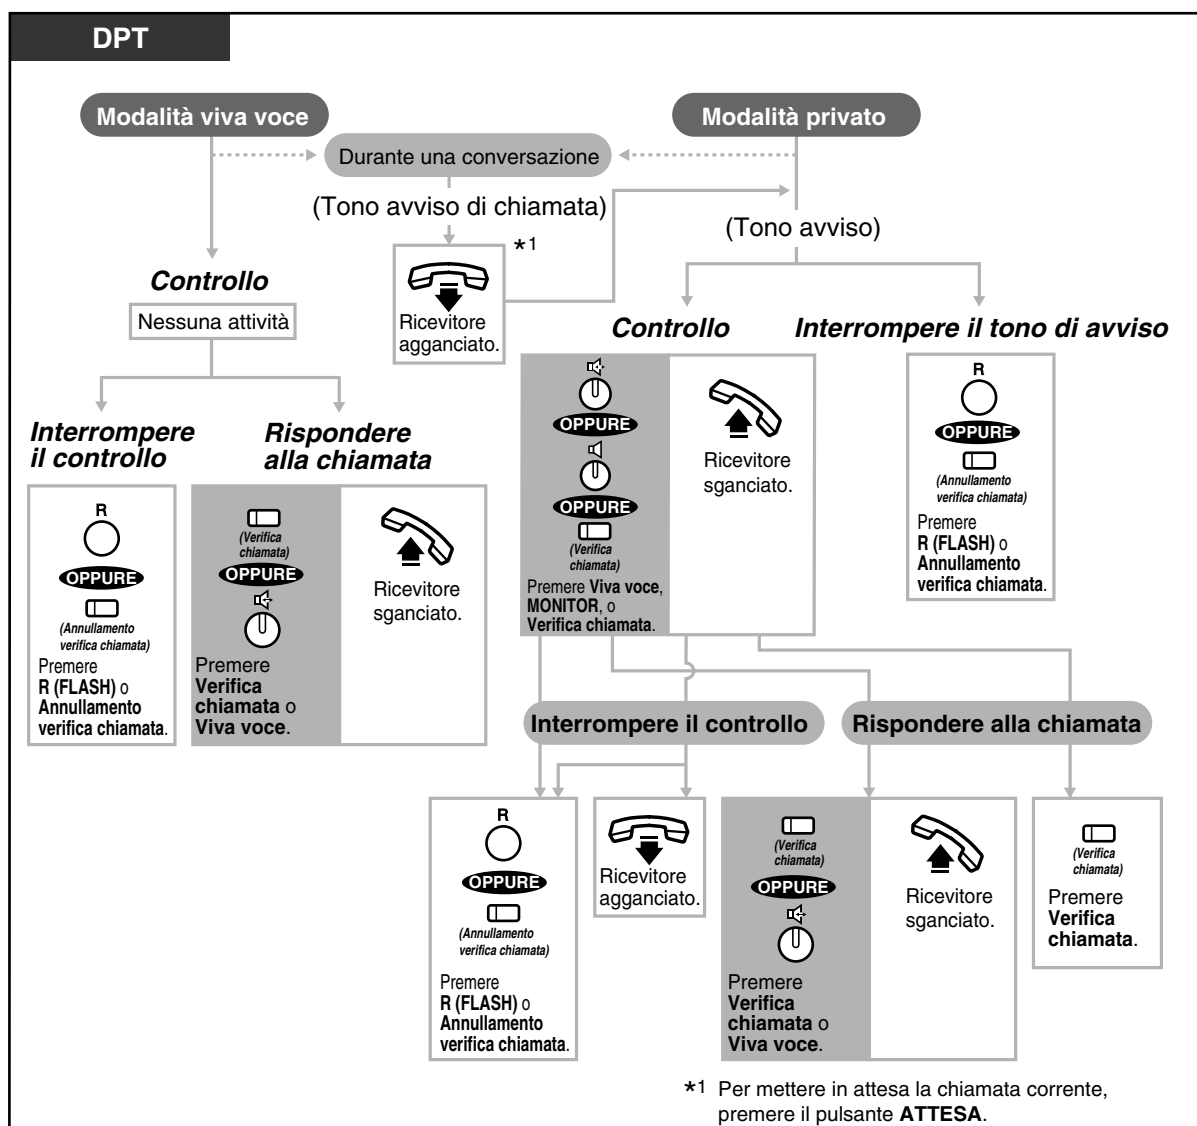 DPT
Modalità viva voce
Modalità privato
Durante una conversazione
(Tono avviso di chiamata)
(Tono avviso)
*1
Ricevitore
agganciato.
Controllo
Nessuna attività
Interrompere
il controllo
Rispondere
alla chiamata
R
OPPURE
(Annullamento
verifica chiamata)
Premere
R (FLASH) o
Annullamento
verifica chiamata.
(Verifica
chiamata)
OPPURE
Premere
Verifica
chiamata o
Viva voce.
Ricevitore
sganciato.
Controllo
OPPURE
OPPURE
(Verifica
chiamata)
Premere Viva voce,
MONITOR, o
Verifica chiamata.
Ricevitore
sganciato.
Interrompere il tono di avviso
R
OPPURE
(Annullamento
verifica chiamata)
Premere
R (FLASH) o
Annullamento
verifica chiamata.
Interrompere il controllo
Rispondere alla chiamata
R
OPPURE
(Annullamento
verifica chiamata)
Premere
R (FLASH) o
Annullamento
verifica chiamata.
Ricevitore
agganciato.
(Verifica
chiamata)
OPPURE
Premere
Verifica
chiamata o
Viva voce.
Ricevitore
sganciato.
(Verifica
chiamata)
Premere
Verifica
chiamata.
*1 Per mettere in attesa la chiamata corrente,
premere il pulsante ATTESA.